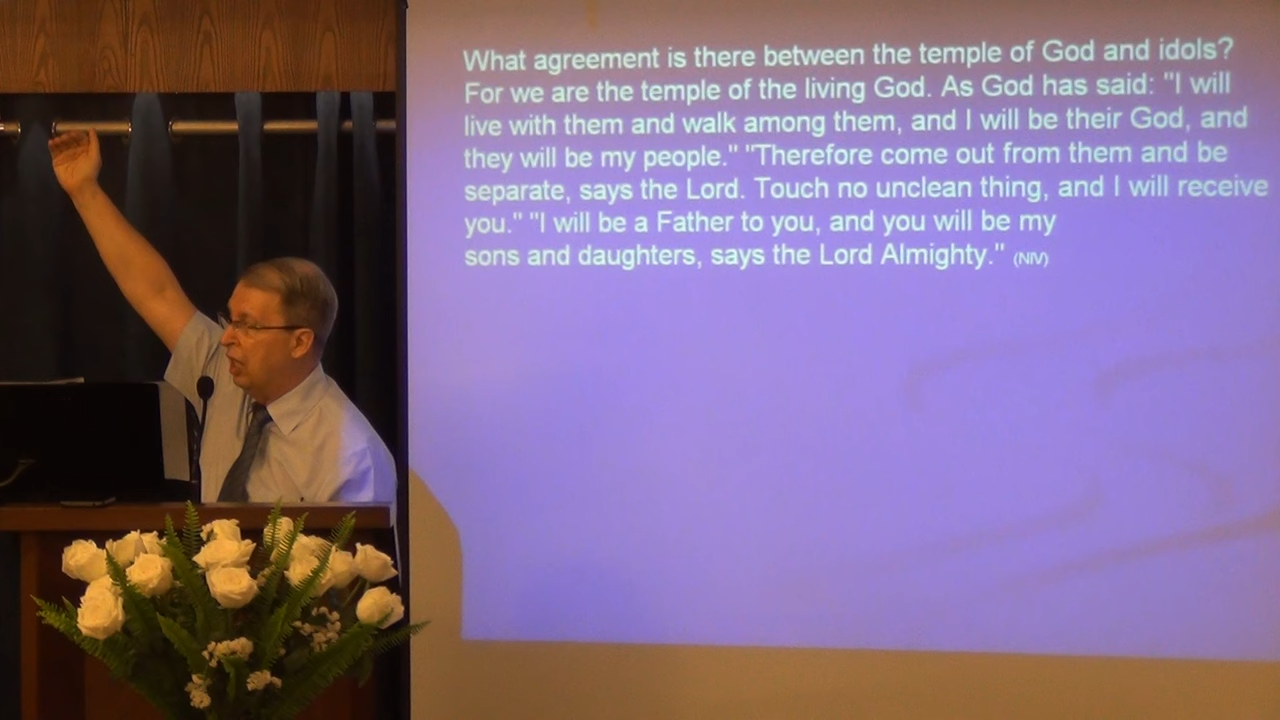 What agreement is there between the temple of God and idols?
For we are the temple of the living God. As God has said: "I will
live with them and walk among them, and I will be their God, and
they will be my people." "Therefore come out from them and be
separate, says the Lord. Touch no unclean thing, and I will receive
you." "I will be a Father to you, and you will be my
sons and daughters, says the Lord Almighty." (NIV)